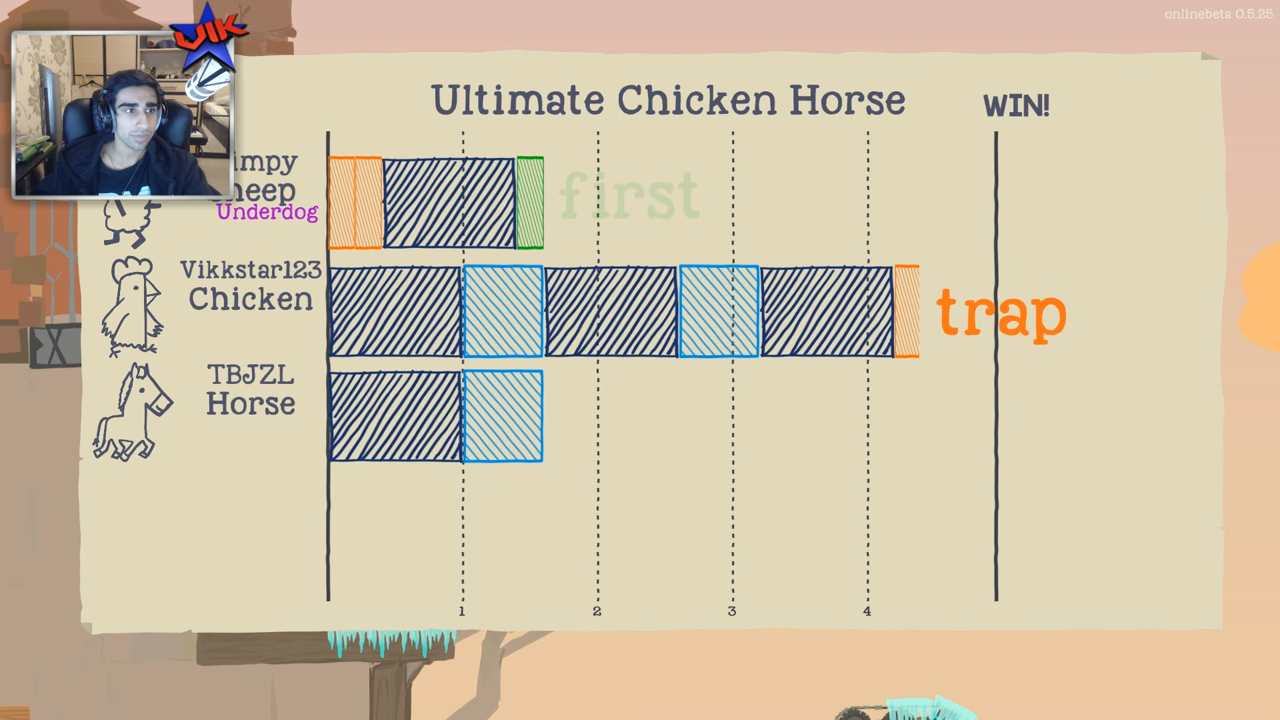 onlinebeta 0.5.25
VIK
Ultimate Chicken Horse
WIN!
Underdog
first
Vikkstar123
Chicken
trap
TBJZL
Horse
1 2 3 4